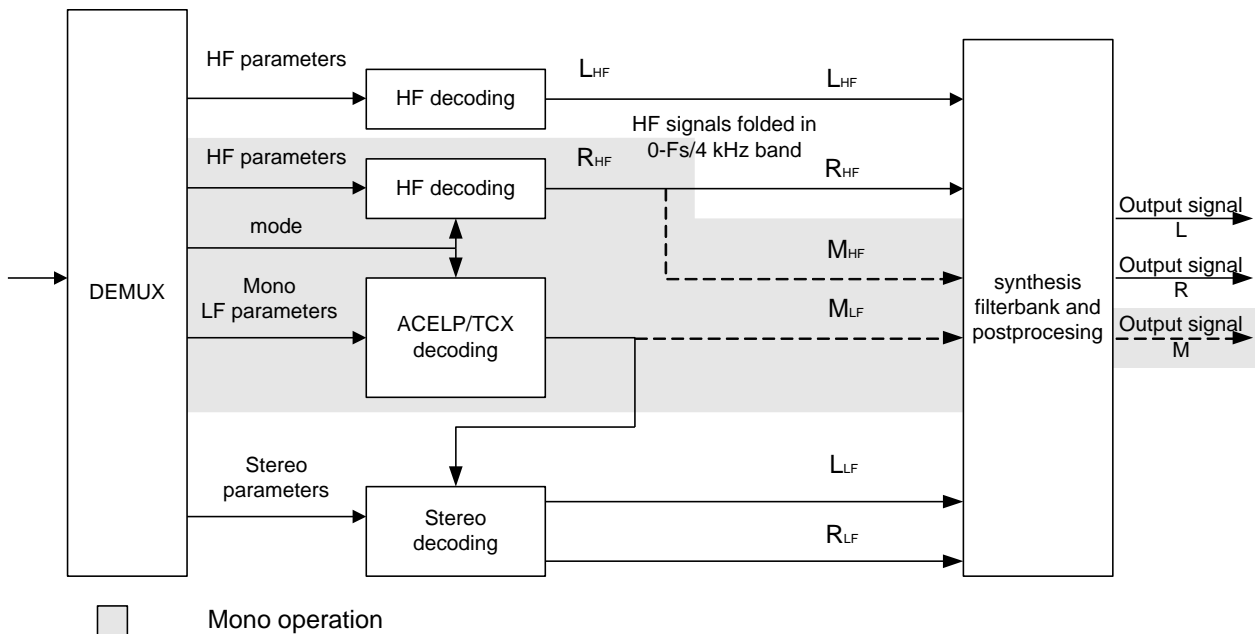 HF parameters
HF decoding
LHF
LHF
HF signals folded in
0-Fs/4 kHz band
HF parameters
HF decoding
RHF
RHF
mode
MHF
DEMUX
Mono
LF parameters
ACELP/TCX
decoding
MLF
synthesis
filterbank and
postprocesing
Output signal
L
Output signal
R
Output signal
M
Stereo
parameters
Stereo
decoding
LLF
RLF
Mono operation